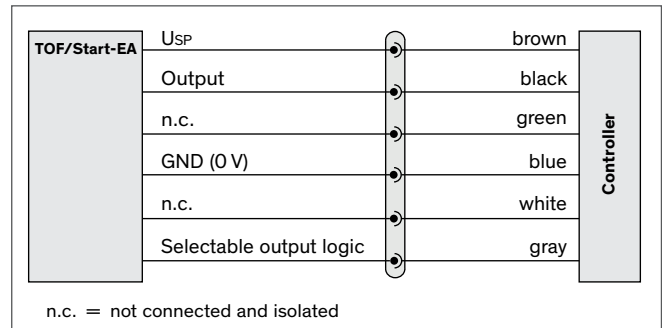 TOF/Start-EA
USP brown
Output black
n.c. green
GND (0 V) blue
n.c. white
Selectable output logic gray
Controller
n.c. = not connected and isolated